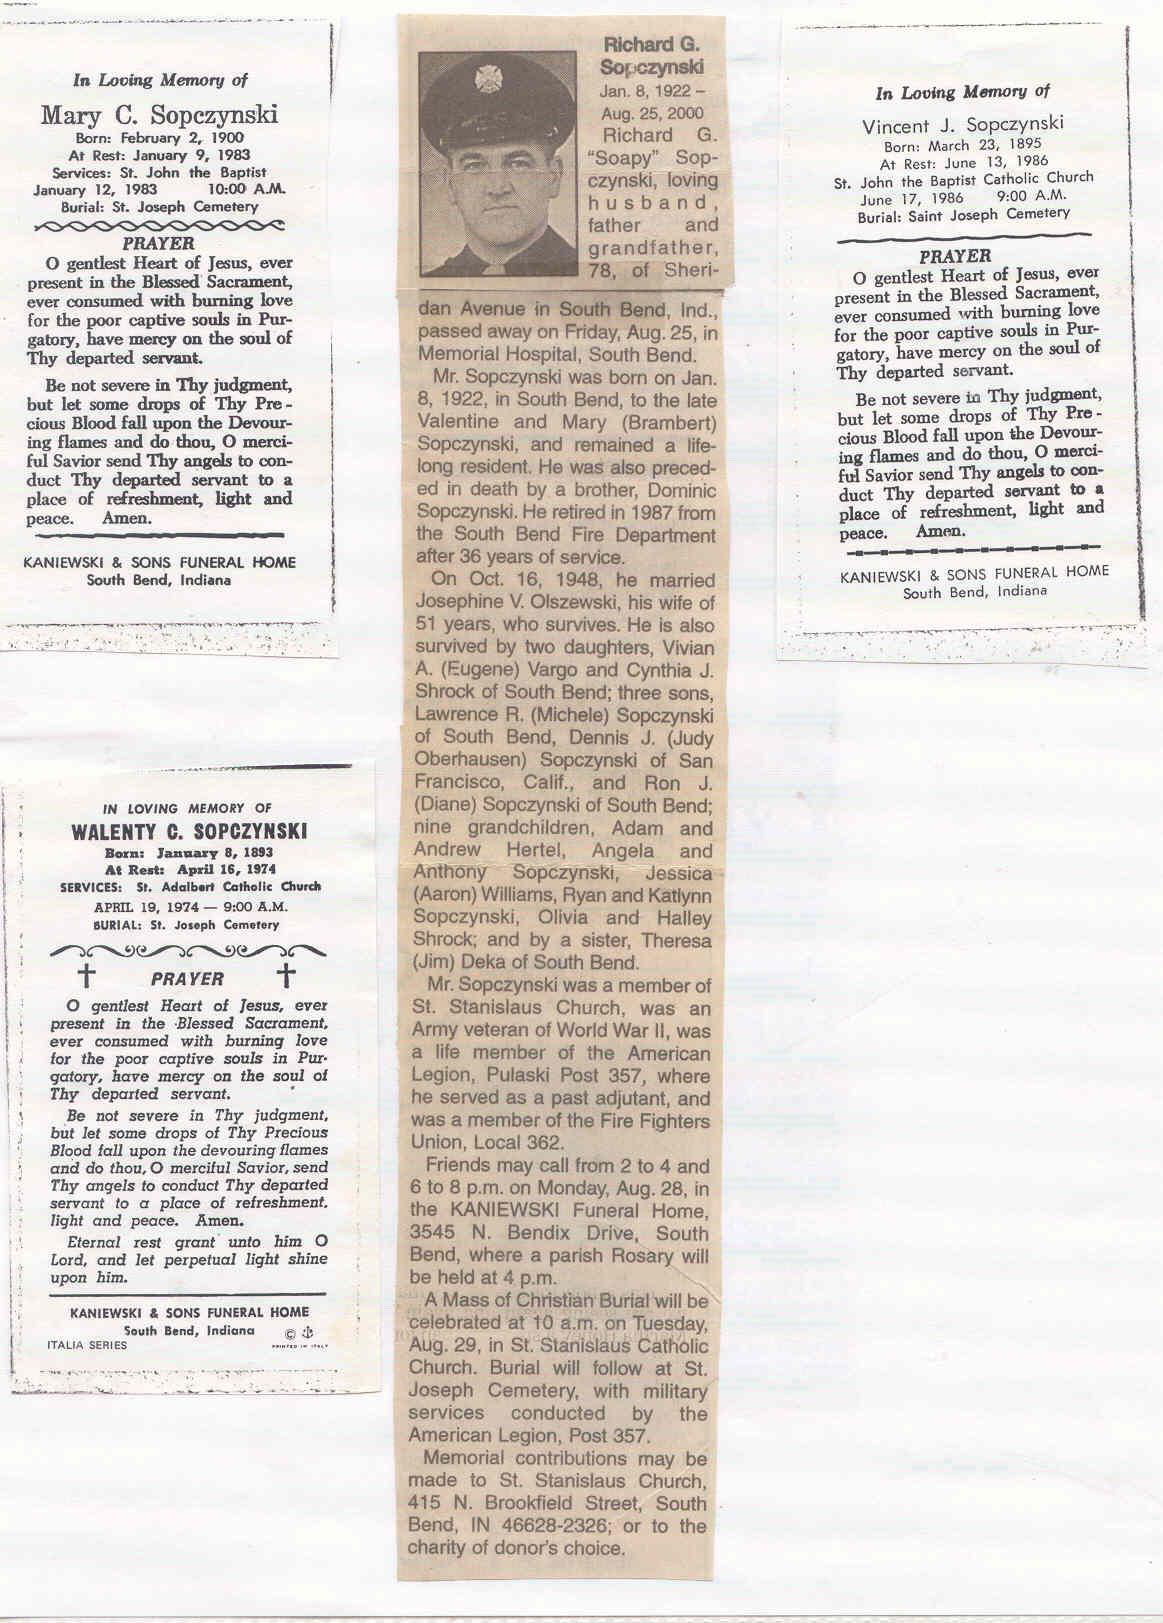 In Loving Memory of
Mary C. Sopczynski
Born: February 2, 1900
At Rest: January 9, 1983
Services: St. John the Baptist
January 12, 1983 10:00 A.M.
Burial: St. Joseph Cemetery
PRAYER
O gentlest Heart of Jesus, ever
present in the Blessed Sacrament,
ever consumed with burning love
for the poor captive souls in Pur-
gatory, have mercy on the soul of
Thy departed servant.
Be not severe in Thy judgment,
but let some drops of Thy Pre -
cious Blood fall upon the Devour-
ing flames and do thou, O merci-
ful Savior send Thy angels to con-
duct Thy departed servant to a
place of refreshment, light and
peace. Amen.
KANIEWSKI & SONS FUNERAL HOME
South Bend, Indiana
IN LOVING MEMORY OF
WALENTY C. SOPCZYNSKI
Born: January 8, 1893
At Rest: April 16, 1974
SERVICES: St. Adalbert Catholic Church
APRIL 19, 1974 — 9:00 A.M.
BURIAL: St. Joseph Cemetery
PRAYER
O gentlest Heart of Jesus, ever
present in the Blessed Sacrament,
ever consumed with burning love
for the poor captive souls in Pur-
gatory, have mercy on the soul of
Thy departed servant.
Be not severe in Thy judgment,
but let some drops of Thy Precious
Blood fall upon the devouring flames
and do thou, O merciful Savior, send
Thy angels to conduct Thy departed
servant to a place of refreshment,
light and peace. Amen.
Eternal rest grant unto him O
Lord, and let perpetual light shine
upon him.
KANIEWSKI & SONS FUNERAL HOME
South Bend, Indiana ©
ITALIA SERIES PRINTED IN ITALY
Richard G.
Sopczynski
Jan. 8, 1922 –
Aug. 25, 2000
Richard G.
“Soapy” Sop-
czynski, loving
husband,
father and
grandfather,
78, of Sheri-
dan Avenue in South Bend, Ind.,
passed away on Friday, Aug. 25, in
Memorial Hospital, South Bend.
Mr. Sopczynski was born on Jan.
8, 1922, in South Bend, to the late
Valentine and Mary (Brambert)
Sopczynski, and remained a life-
long resident. He was also preced-
ed in death by a brother, Dominic
Sopczynski. He retired in 1987 from
the South Bend Fire Department
after 36 years of service.
On Oct. 16, 1948, he married
Josephine V. Olszewski, his wife of
51 years, who survives. He is also
survived by two daughters, Vivian
A. (Eugene) Vargo and Cynthia J.
Shrock of South Bend; three sons,
Lawrence R. (Michele) Sopczynski
of South Bend, Dennis J. (Judy
Oberhausen) Sopczynski of San
Francisco, Calif., and Ron J.
(Diane) Sopczynski of South Bend;
nine grandchildren, Adam and
Andrew Hertel, Angela and
Anthony Sopczynski, Jessica
(Aaron) Williams, Ryan and Katlynn
Sopczynski, Olivia and Halley
Shrock; and by a sister, Theresa
(Jim) Deka of South Bend.
Mr. Sopczynski was a member of
St. Stanislaus Church, was an
Army veteran of World War II, was
a life member of the American
Legion, Pulaski Post 357, where
he served as a past adjutant, and
was a member of the Fire Fighters
Union, Local 362.
Friends may call from 2 to 4 and
6 to 8 p.m. on Monday, Aug. 28, in
the KANIEWSKI Funeral Home,
3545 N. Bendix Drive, South
Bend, where a parish Rosary will
be held at 4 p.m.
A Mass of Christian Burial will be
celebrated at 10 a.m. on Tuesday,
Aug. 29, in St. Stanislaus Catholic
Church. Burial will follow at St.
Joseph Cemetery, with military
services conducted by the
American Legion, Post 357.
Memorial contributions may be
made to St. Stanislaus Church,
415 N. Brookfield Street, South
Bend, IN 46628-2326; or to the
charity of donor's choice.
In Loving Memory of
Vincent J. Sopczynski
Born: March 23, 1895
At Rest: June 13, 1986
St. John the Baptist Catholic Church
June 17, 1986 9:00 A.M.
Burial: Saint Joseph Cemetery
PRAYER
O gentlest Heart of Jesus, ever
present in the Blessed Sacrament,
ever consumed with burning love
for the poor captive souls in Pur-
gatory, have mercy on the soul of
Thy departed servant.
Be not severe in Thy judgment,
but let some drops of Thy Pre -
cious Blood fall upon the Devour-
ing flames and do thou, O merci-
ful Savior send Thy angels to con-
duct Thy departed servant to a
place of refreshment, light and
peace. Amen.
KANIEWSKI & SONS FUNERAL HOME
South Bend, Indiana